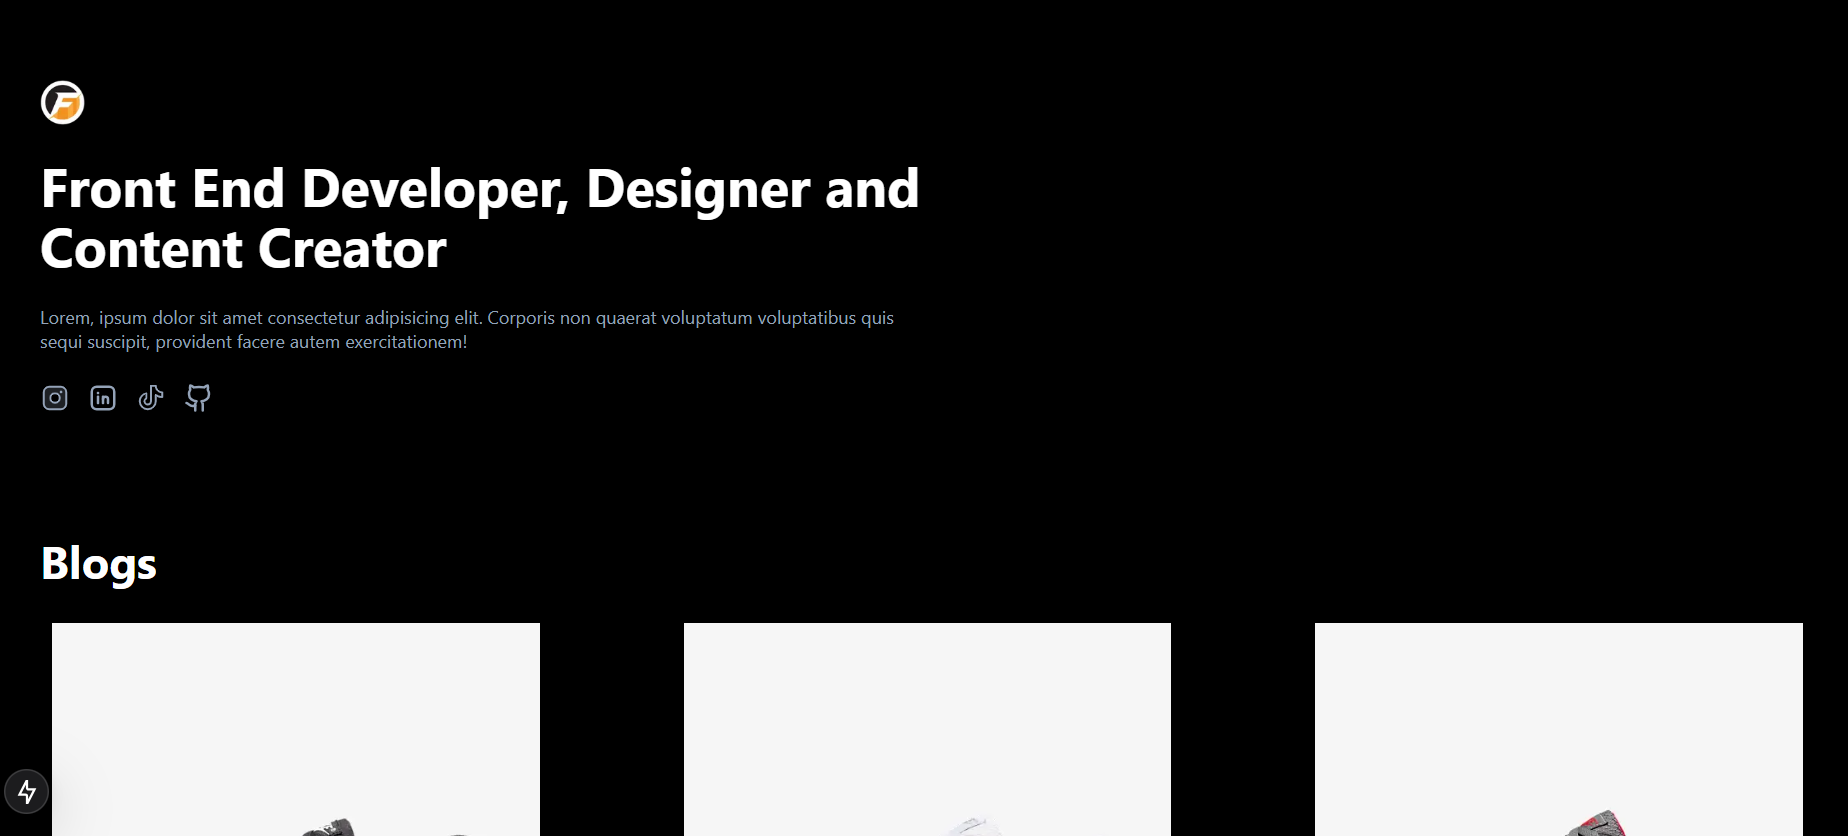 F
Front End Developer, Designer and
Content Creator
Lorem, ipsum dolor sit amet consectetur adipisicing elit. Corporis non quaerat voluptatum voluptatibus quis
sequi suscipit, provident facere autem exercitationem!
in
Blogs